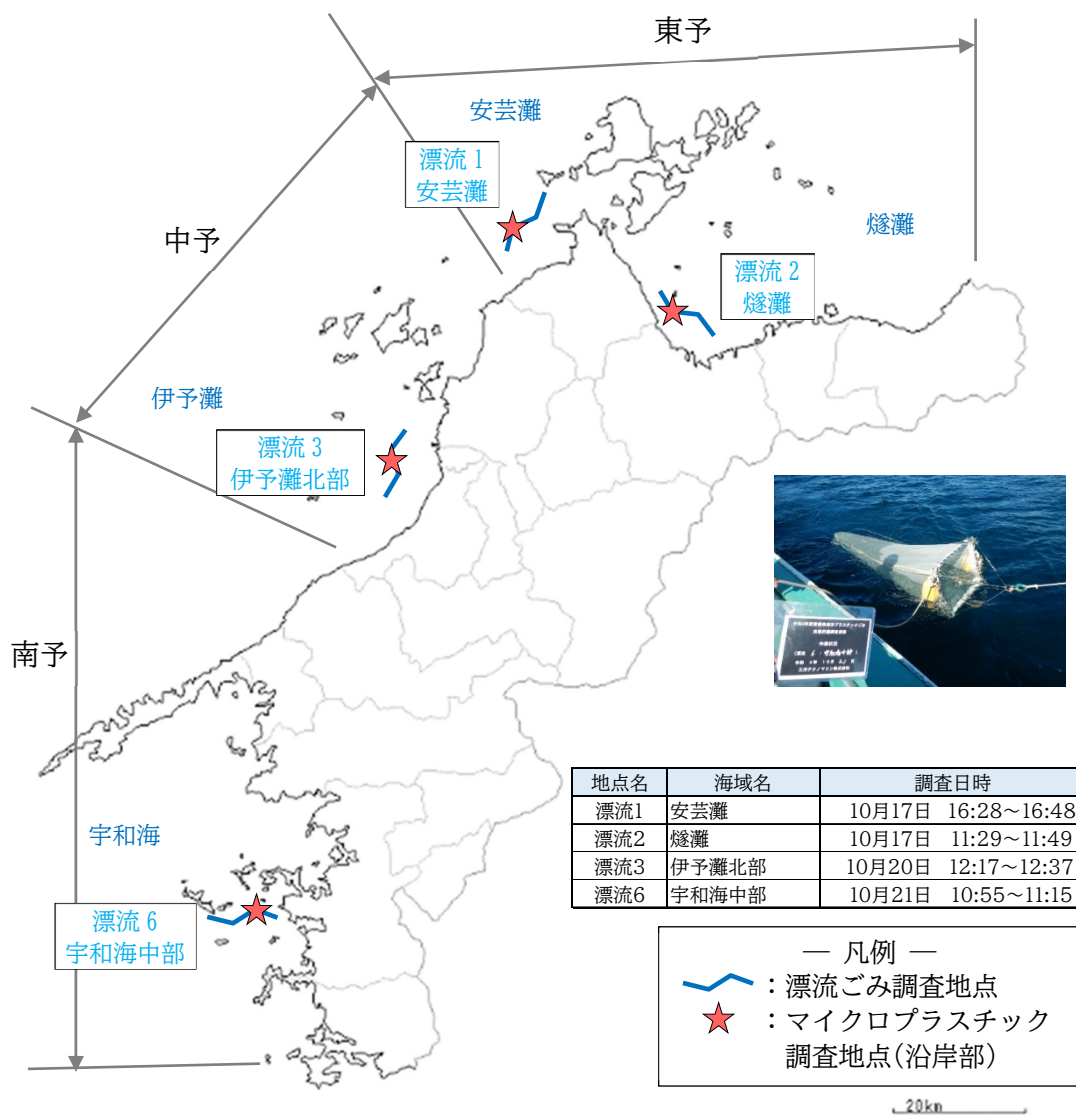 東予
安芸灘
漂流 1
安芸灘
中予
燧灘
漂流 2
燧灘
伊予灘
漂流 3
伊予灘北部
南予
地点名 海域名 調査日時
漂流1 安芸灘 10月17日 16:28～16:48
漂流2 燧灘 10月17日 11:29～11:49
漂流3 伊予灘北部 10月20日 12:17～12:37
漂流6 宇和海中部 10月21日 10:55～11:15
宇和海
漂流 6
宇和海中部
― 凡例 ―
：漂流ごみ調査地点
：マイクロプラスチック
調査地点(沿岸部)
20km